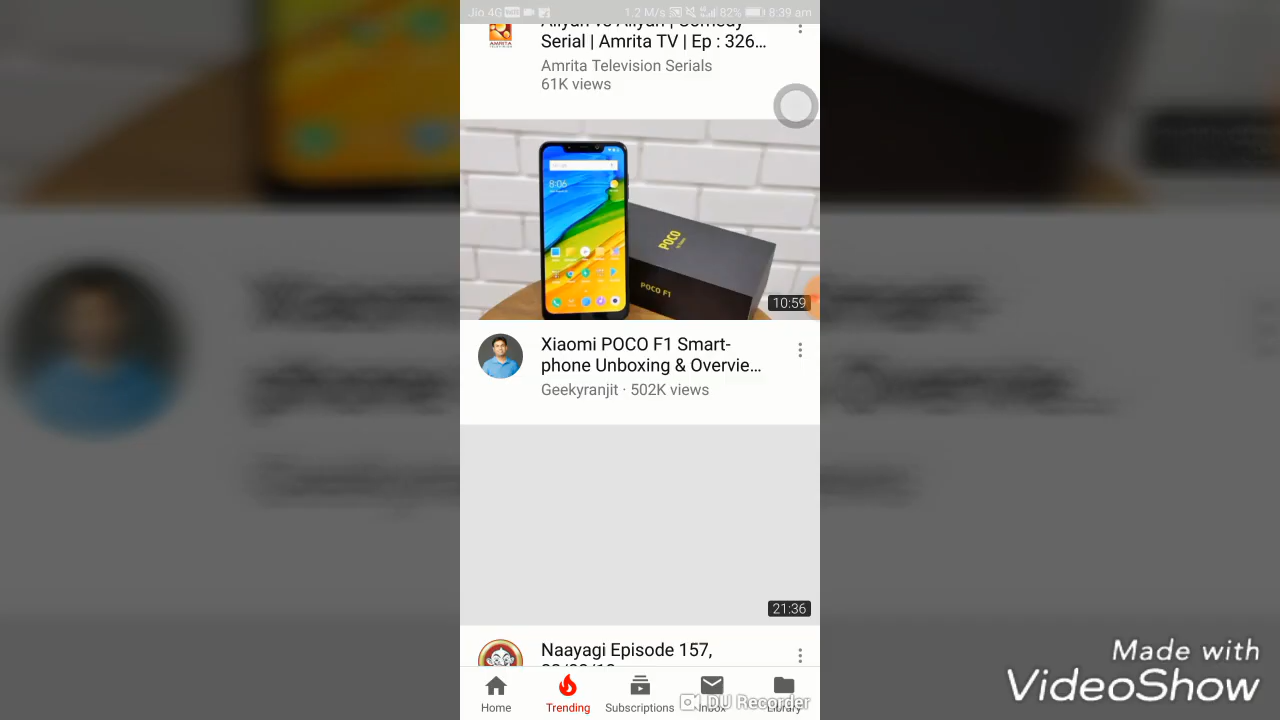 Jio 4G 1.2 M/s 82% 8:39 am
Aliyan vs Aliyan | Comedy
Serial | Amrita TV | Ep : 326...
Amrita Television Serials
61K views
AMRITA
8:06
POCO
POCO F1
10:59
Xiaomi POCO F1 Smart-
phone Unboxing & Overvie...
Geekyranjit · 502K views
21:36
Naayagi Episode 157,
Home Trending Subscriptions Inbox Library
DU Recorder
Made with
VideoShow